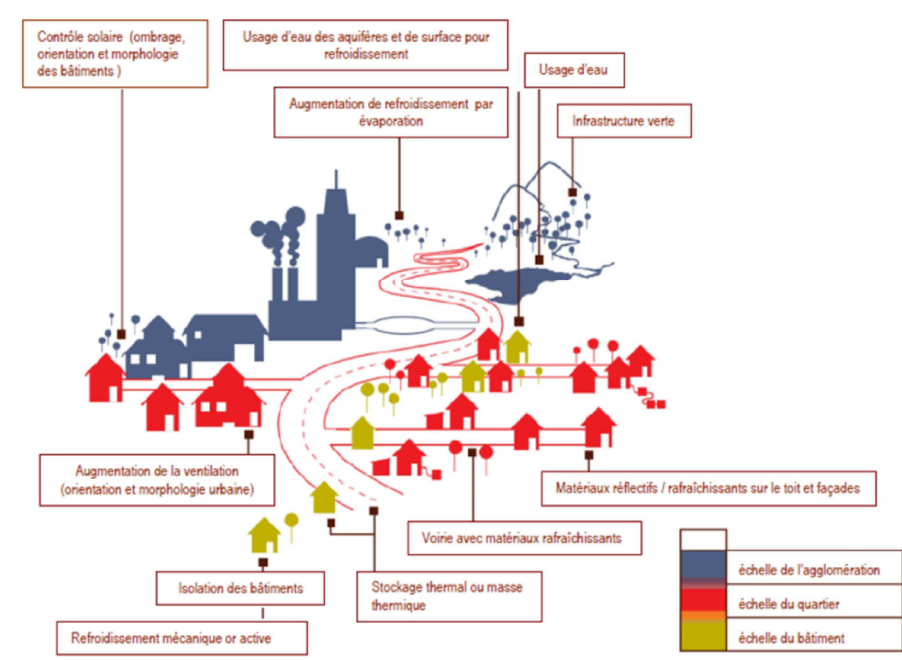 Contrôle solaire (ombrage,
orientation et morphologie
des bâtiments )
Usage d'eau des aquifères et de surface pour
refroidissement
Usage d'eau
Augmentation de refroidissement par
évaporation
Infrastructure verte
Augmentation de la ventilation
(orientation et morphologie urbaine)
Matériaux réflectifs / rafraîchissants sur le toit et façades
Voirie avec matériaux rafraîchissants
Isolation des bâtiments
Stockage thermal ou masse
thermique
Refroidissement mécanique or active
échelle de l'agglomération
échelle du quartier
échelle du bâtiment